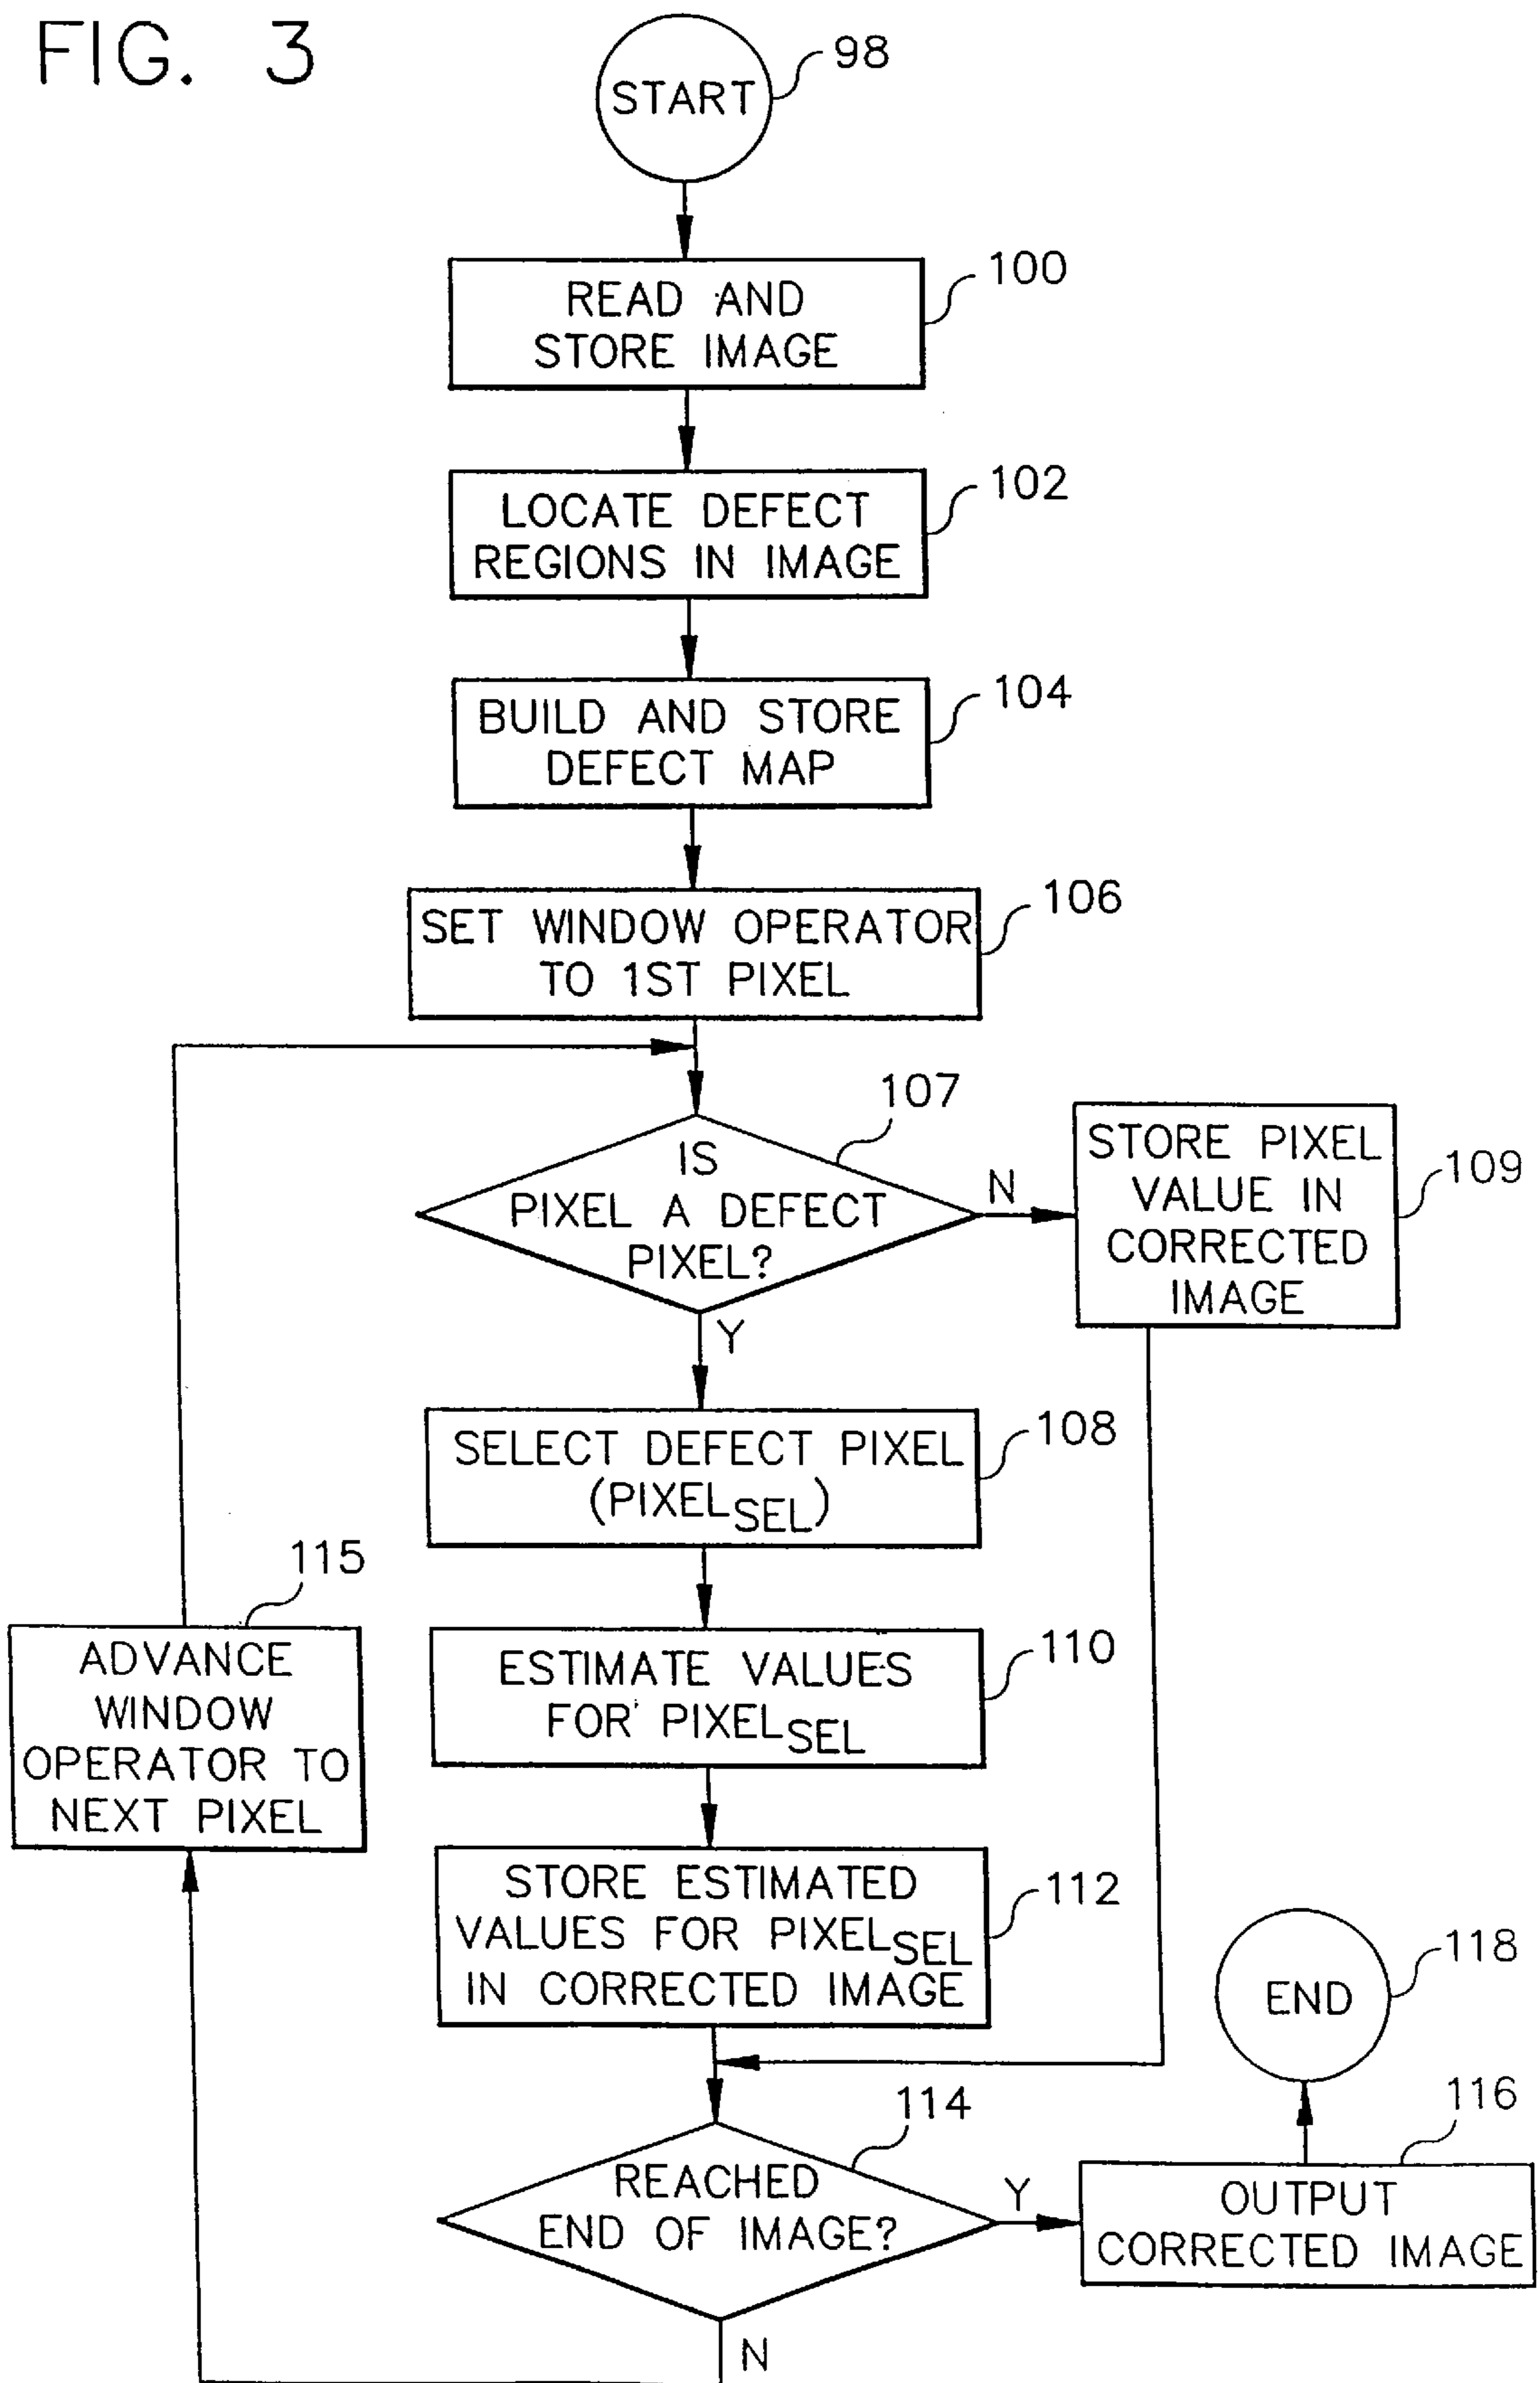 FIG. 3
START
98
READ AND
STORE IMAGE
100
LOCATE DEFECT
REGIONS IN IMAGE
102
BUILD AND STORE
DEFECT MAP
104
SET WINDOW OPERATOR
TO 1ST PIXEL
106
107
IS
PIXEL A DEFECT
PIXEL?
N
STORE PIXEL
VALUE IN
CORRECTED
IMAGE
109
Y
SELECT DEFECT PIXEL
(PIXELSEL)
108
115
ADVANCE
WINDOW
OPERATOR TO
NEXT PIXEL
ESTIMATE VALUES
FOR PIXELSEL
110
STORE ESTIMATED
VALUES FOR PIXELSEL
IN CORRECTED IMAGE
112
END
118
114
REACHED
END OF IMAGE?
Y
116
OUTPUT
CORRECTED IMAGE
N